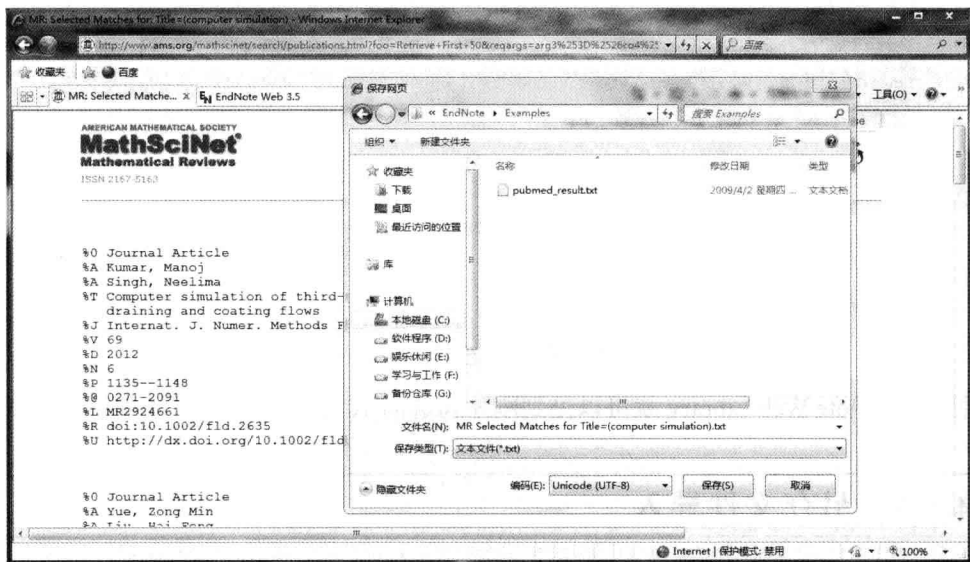 MR: Selected Matches for: Title=(computer simulation) - Windows Internet Explorer
http://www.ams.org/mathscinet/search/publications.html?foo=Retrieve+First+50&reqargs=arg3%253D%2526co4%25
百度
收藏夹
百度
MR: Selected Matche...
EndNote Web 3.5
工具(O)
AMERICAN MATHEMATICAL SOCIETY
MathSciNet
Mathematical Reviews
ISSN 2167-5163
%0 Journal Article
%A Kumar, Manoj
%A Singh, Neelima
%T Computer simulation of third-
draining and coating flows
%J Internat. J. Numer. Methods F
%V 69
%D 2012
%N 6
%P 1135--1148
%@ 0271-2091
%L MR2924661
%R doi:10.1002/fld.2635
%U http://dx.doi.org/10.1002/fld
%0 Journal Article
%A Yue, Zong Min
%A Liu, Hai Feng
保存网页
« EndNote ▸ Examples
搜索 Examples
组织
新建文件夹
收藏夹
下载
桌面
最近访问的位置
库
计算机
本地磁盘 (C:)
软件程序 (D:)
娱乐休闲 (E:)
学习与工作 (F:)
备份仓库 (G:)
名称
修改日期
类型
pubmed_result.txt
2009/4/2 星期四 ...
文本文档
文件名(N): MR Selected Matches for Title=(computer simulation).txt
保存类型(T): 文本文件(*.txt)
隐藏文件夹
编码(E): Unicode (UTF-8)
保存(S)
取消
Internet | 保护模式: 禁用
100%